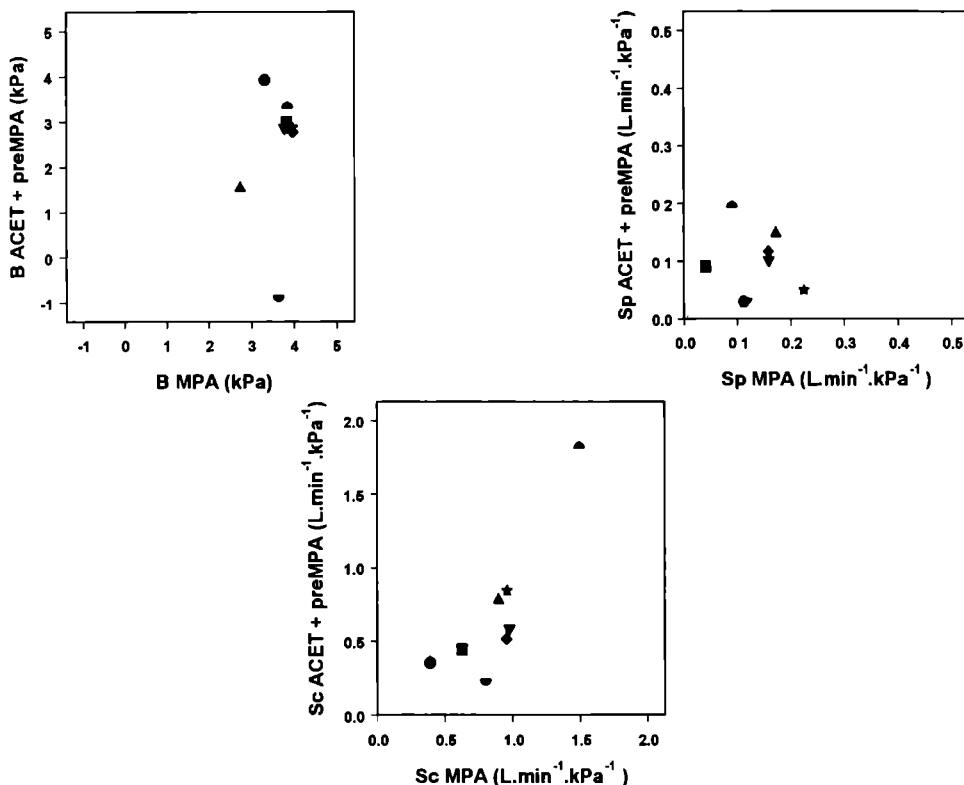 B ACET + preMPA (kPa)
5
4
3
2
1
0
-1
-1 0 1 2 3 4 5
B MPA (kPa)
Sp ACET + preMPA (L.min⁻¹.kPa⁻¹)
0.5
0.4
0.3
0.2
0.1
0.0
0.0 0.1 0.2 0.3 0.4 0.5
Sp MPA (L.min⁻¹.kPa⁻¹ )
Sc ACET + preMPA (L.min⁻¹.kPa⁻¹)
2.0
1.5
1.0
0.5
0.0
0.0 0.5 1.0 1.5 2.0
Sc MPA (L.min⁻¹.kPa⁻¹ )